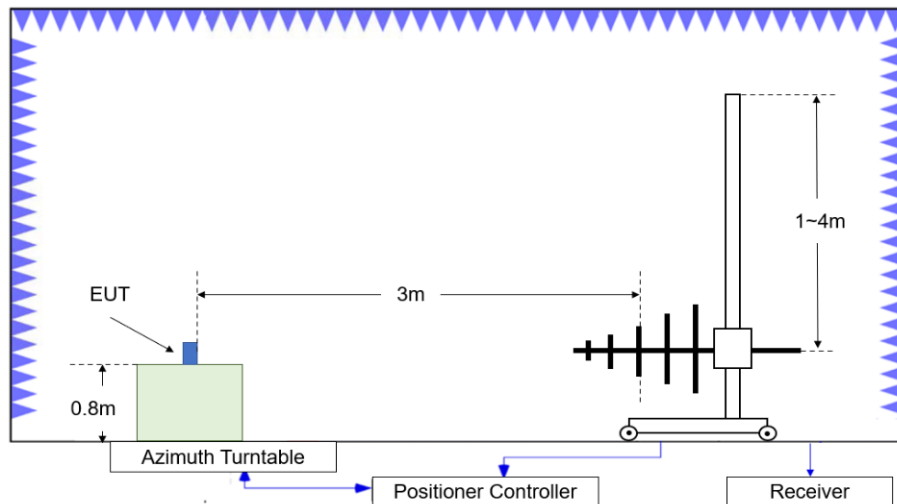 1~4m
EUT
3m
0.8m
Azimuth Turntable
Positioner Controller
Receiver